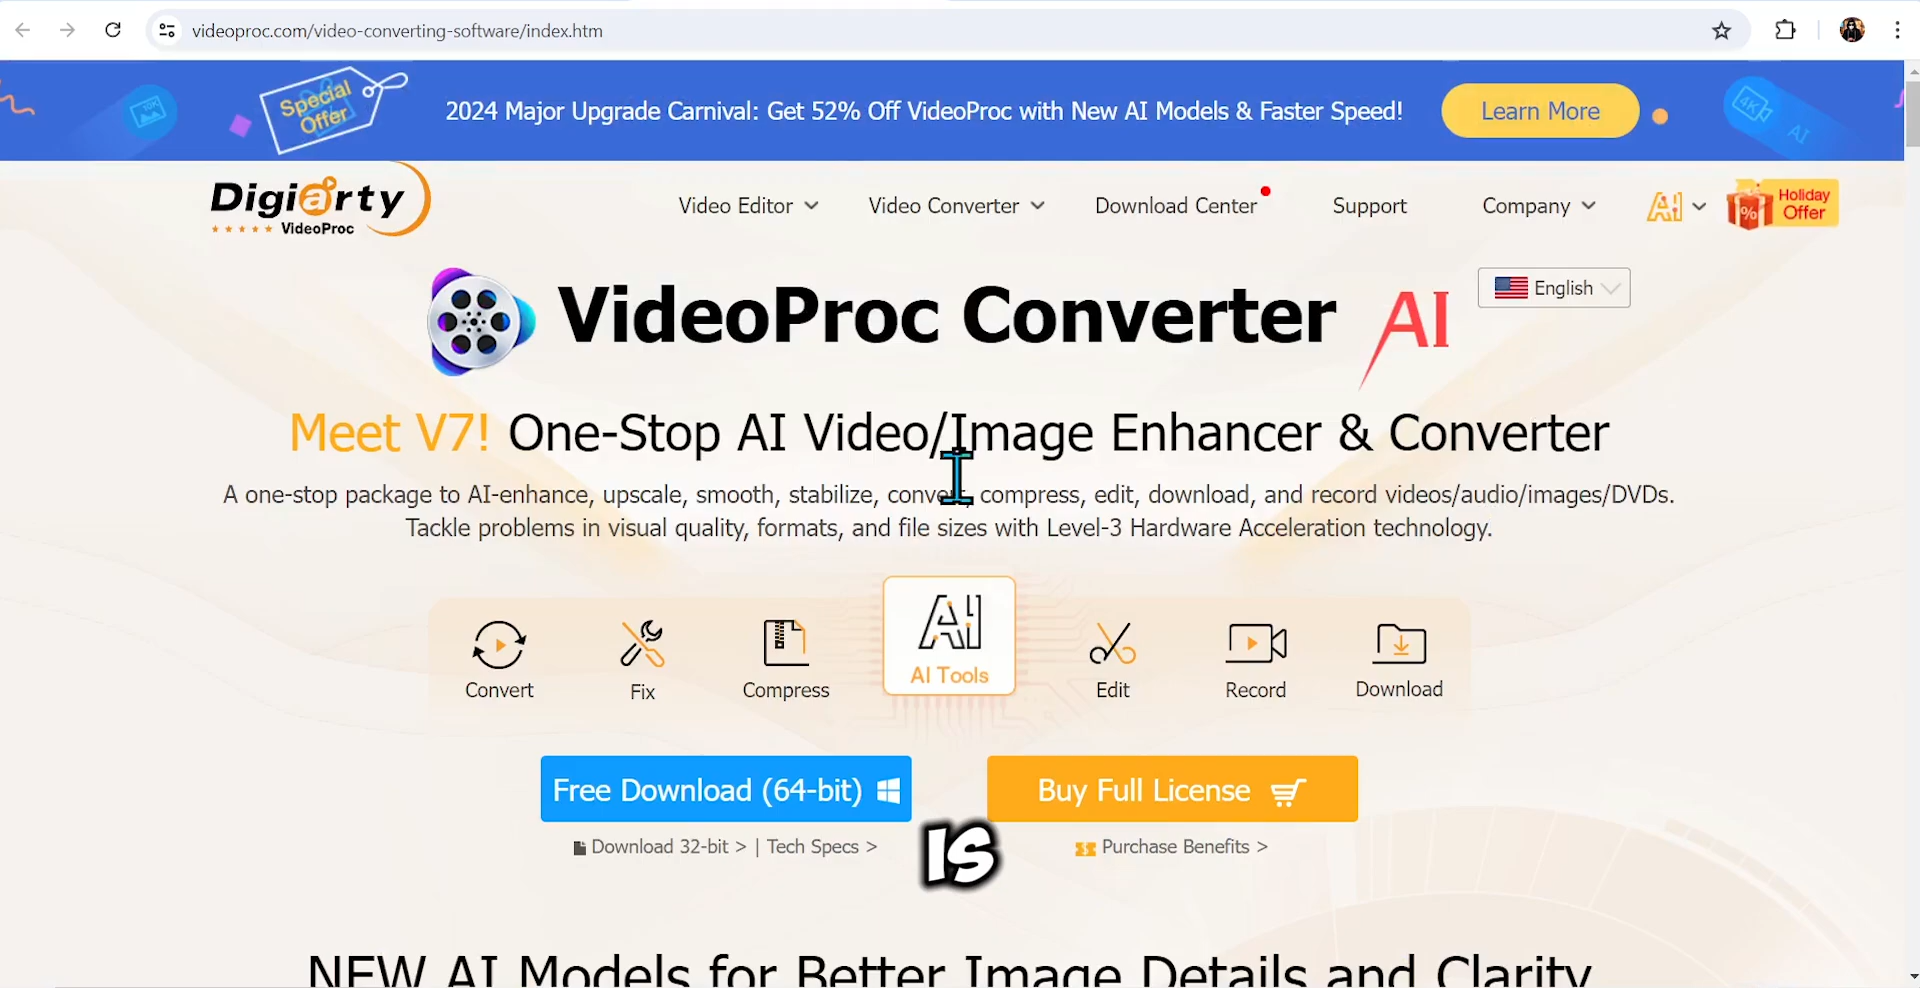 videoproc.com/video-converting-software/index.htm
Special Offer
2024 Major Upgrade Carnival: Get 52% Off VideoProc with New AI Models & Faster Speed!
Learn More
10K
4K
AI
Digiarty
VideoProc
Video Editor
Video Converter
Download Center
Support
Company
AI
%
Holiday
Offer
VideoProc Converter AI
English
Meet V7! One-Stop AI Video/Image Enhancer & Converter
A one-stop package to AI-enhance, upscale, smooth, stabilize, convert, compress, edit, download, and record videos/audio/images/DVDs.
Tackle problems in visual quality, formats, and file sizes with Level-3 Hardware Acceleration technology.
Convert
Fix
Compress
AI
AI Tools
Edit
Record
Download
Free Download (64-bit)
Buy Full License
Download 32-bit > | Tech Specs >
Purchase Benefits >
IS
NEW AI Models for Better Image Details and Clarity